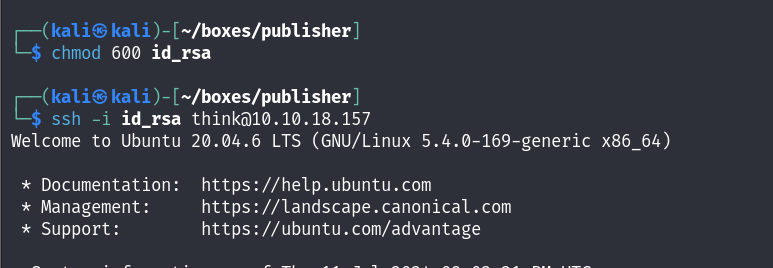 ┌──(kali㉿kali)-[~/boxes/publisher]
└─$ chmod 600 id_rsa
┌──(kali㉿kali)-[~/boxes/publisher]
└─$ ssh -i id_rsa think@10.10.18.157
Welcome to Ubuntu 20.04.6 LTS (GNU/Linux 5.4.0-169-generic x86_64)
* Documentation:  https://help.ubuntu.com
* Management:     https://landscape.canonical.com
* Support:        https://ubuntu.com/advantage